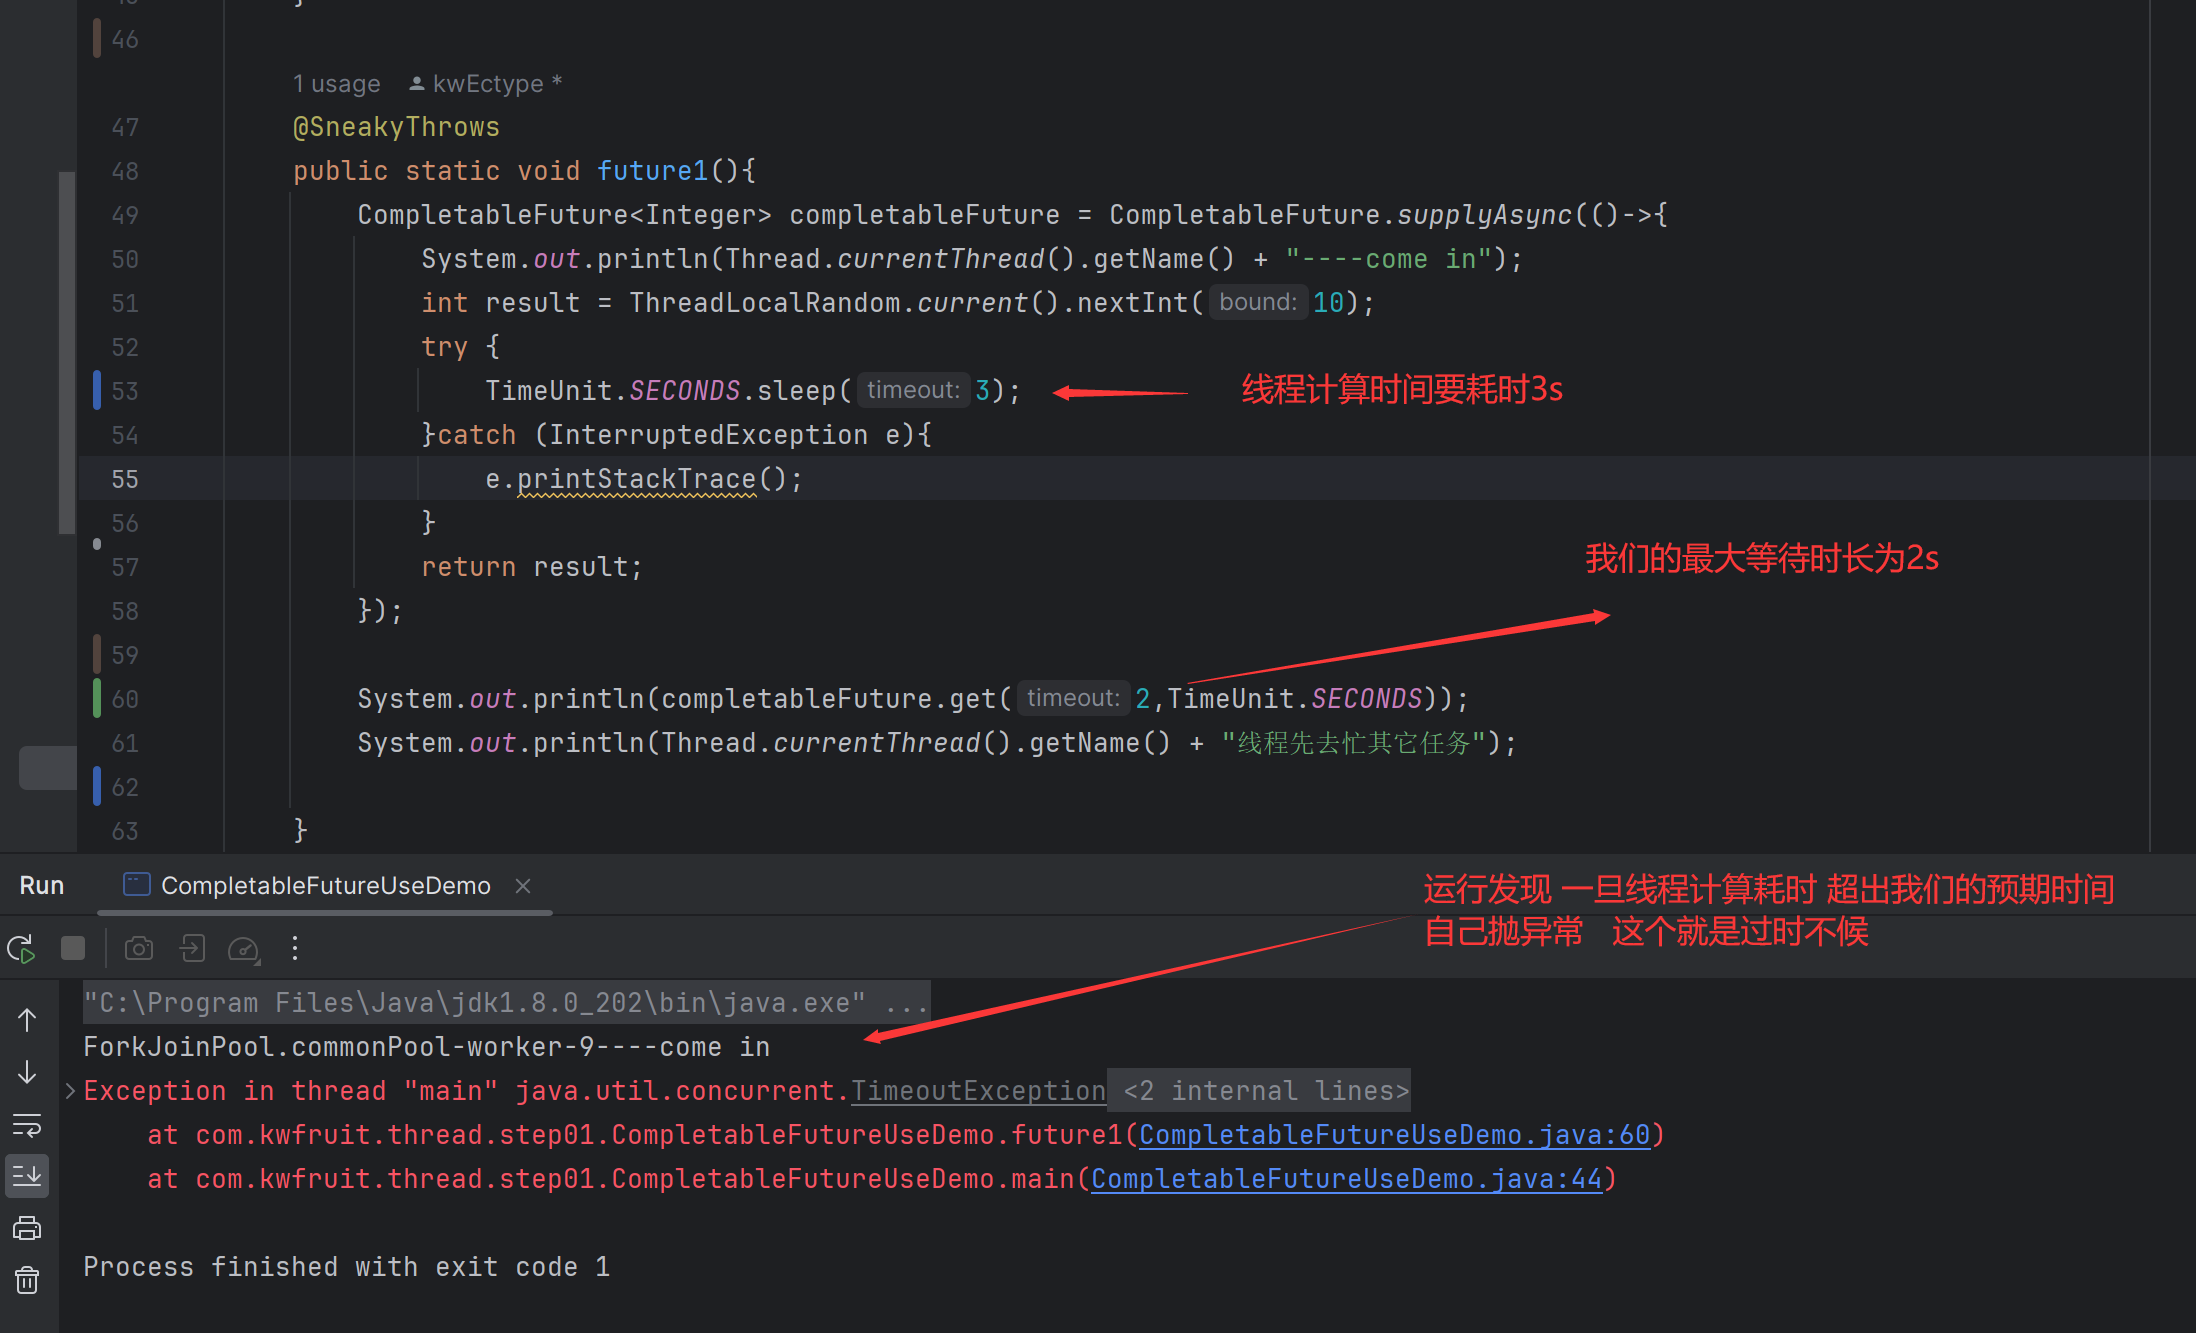 46
1 usage kwEctype *
47 @SneakyThrows
48 public static void future1(){
49 CompletableFuture<Integer> completableFuture = CompletableFuture.supplyAsync(()->{
50 System.out.println(Thread.currentThread().getName() + "----come in");
51 int result = ThreadLocalRandom.current().nextInt( bound: 10);
52 try {
53 TimeUnit.SECONDS.sleep( timeout: 3); 线程计算时间要耗时3s
54 }catch (InterruptedException e){
55 e.printStackTrace();
56 }
我们的最大等待时长为2s
57 return result;
58 });
59
60 System.out.println(completableFuture.get( timeout: 2,TimeUnit.SECONDS));
61 System.out.println(Thread.currentThread().getName() + "线程先去忙其它任务");
62
63 }
Run CompletableFutureUseDemo ×
运行发现 一旦线程计算耗时 超出我们的预期时间
自己抛异常 这个就是过时不候
"C:\Program Files\Java\jdk1.8.0_202\bin\java.exe" ...
ForkJoinPool.commonPool-worker-9----come in
Exception in thread "main" java.util.concurrent.TimeoutException <2 internal lines>
at com.kwfruit.thread.step01.CompletableFutureUseDemo.future1(CompletableFutureUseDemo.java:60)
at com.kwfruit.thread.step01.CompletableFutureUseDemo.main(CompletableFutureUseDemo.java:44)
Process finished with exit code 1